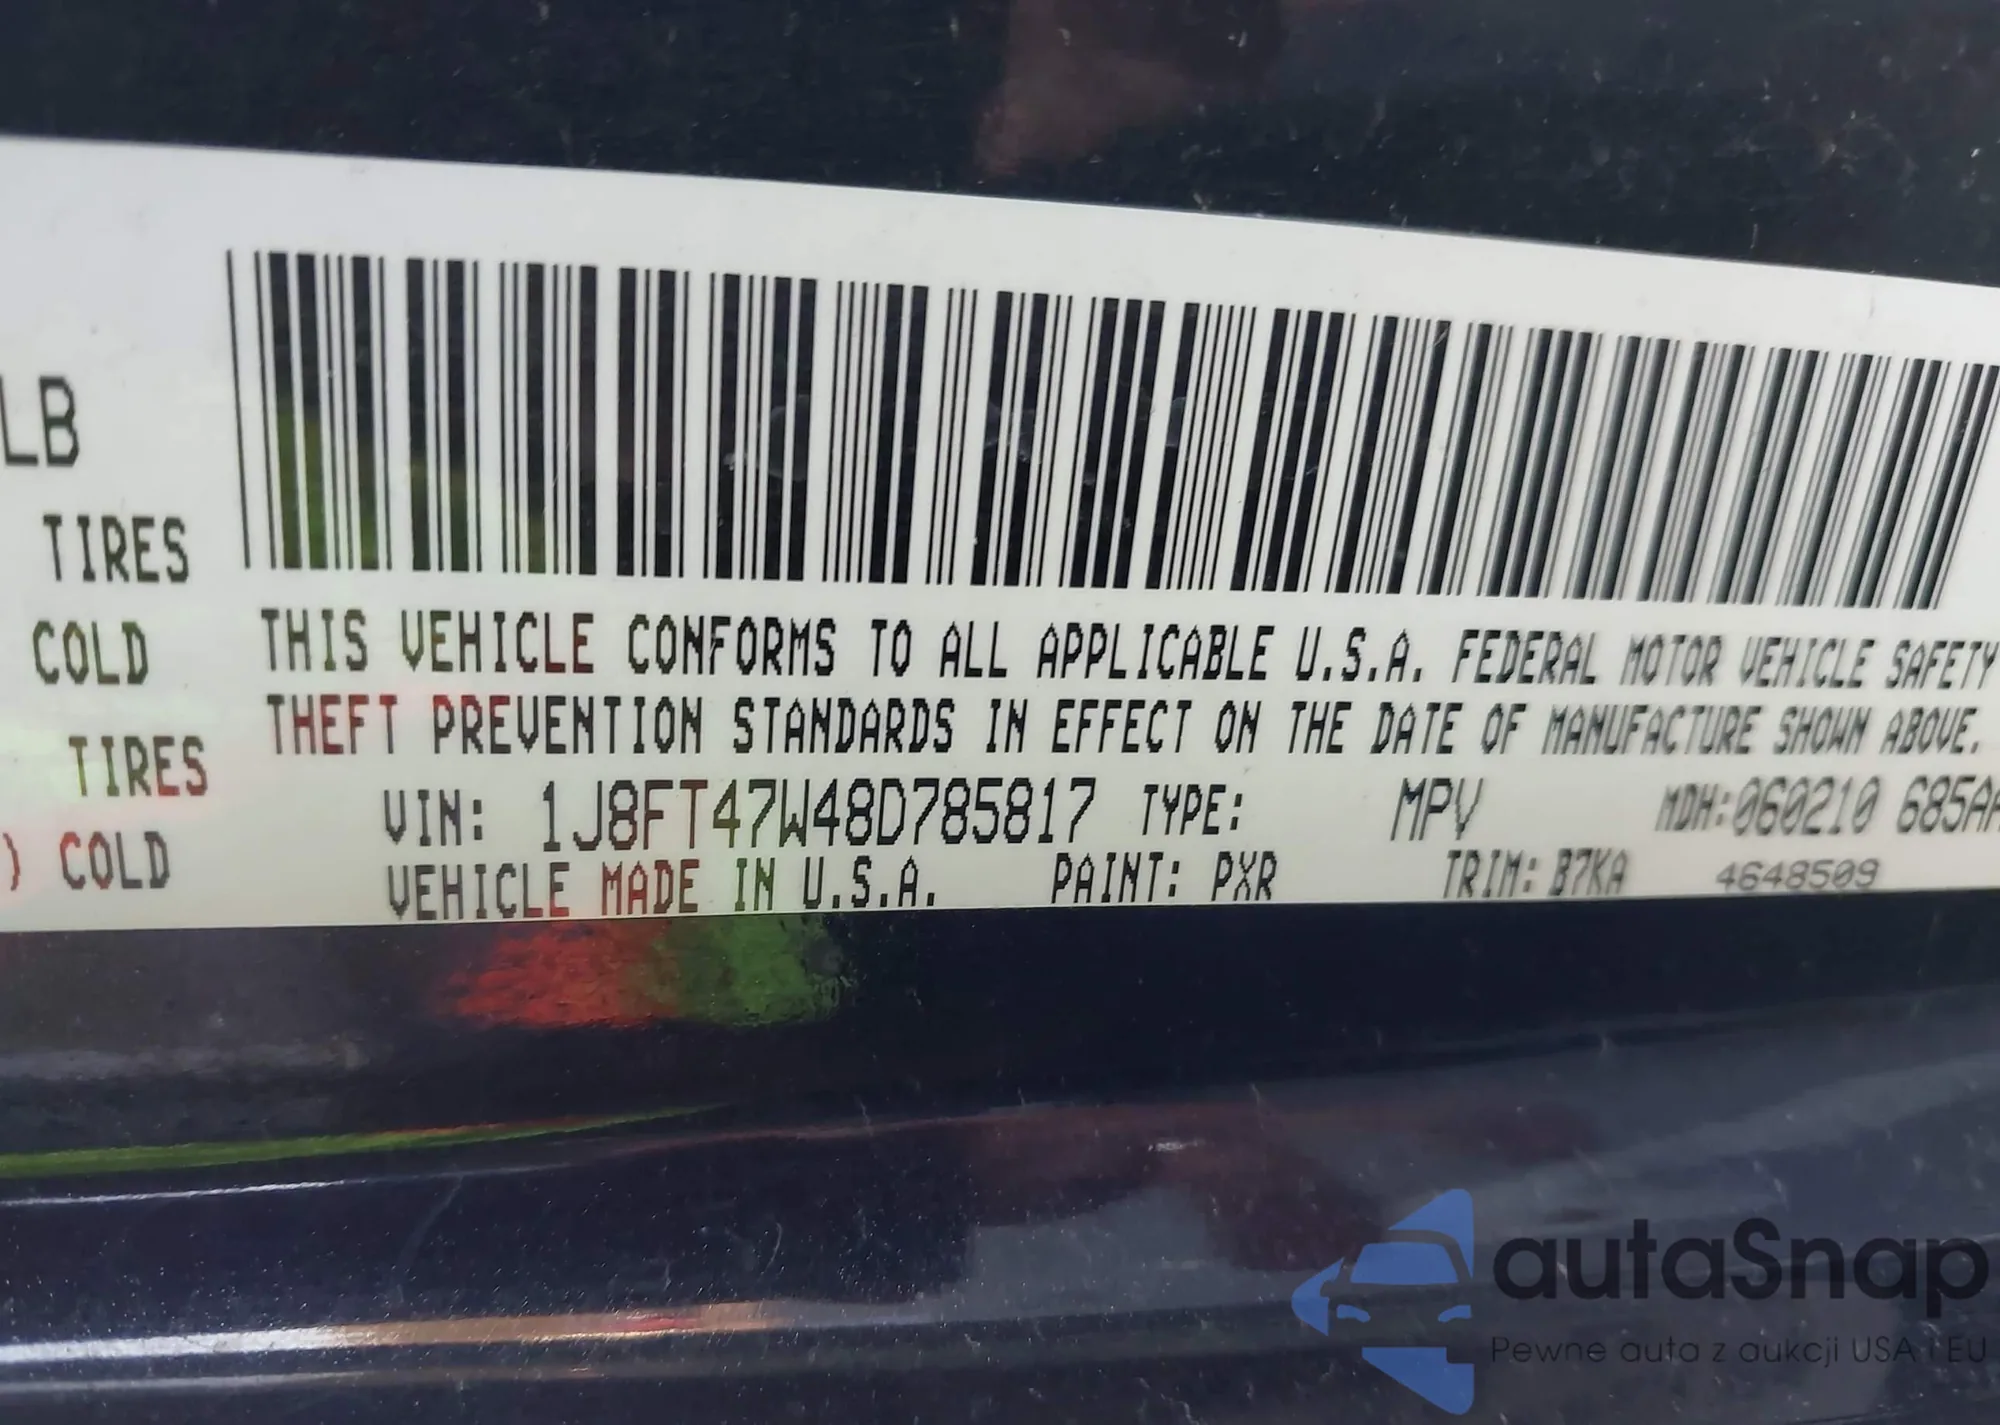 LB
TIRES
COLD
TIRES
) COLD
THIS VEHICLE CONFORMS TO ALL APPLICABLE U.S.A. FEDERAL MOTOR VEHICLE SAFETY
THEFT PREVENTION STANDARDS IN EFFECT ON THE DATE OF MANUFACTURE SHOWN ABOVE.
VIN: 1J8FT47W48D785817 TYPE: MPV MDH:060210 685AA
VEHICLE MADE IN U.S.A. PAINT: PXR TRIM: B7KA 4648509
autaSnap
Pewne auta z aukcji USA i EU